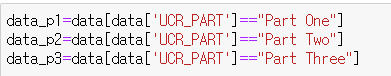 data_p1=data[data['UCR_PART']=="Part One"]
data_p2=data[data['UCR_PART']=="Part Two"]
data_p3=data[data['UCR_PART']=="Part Three"]